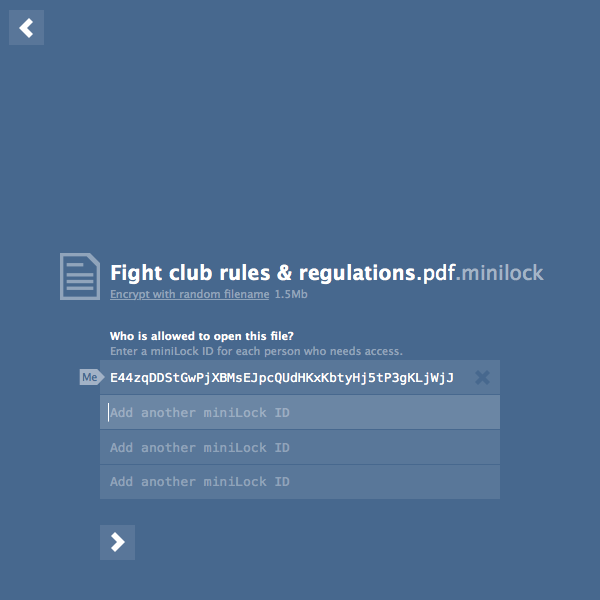 Fight club rules & regulations.pdf.minilock
Encrypt with random filename 1.5Mb
Who is allowed to open this file?
Enter a miniLock ID for each person who needs access.
Me E44zqDDStGwPjXBMsEJpcQUdHKxKbtyHj5tP3gKLjWjJ
Add another miniLock ID
Add another miniLock ID
Add another miniLock ID